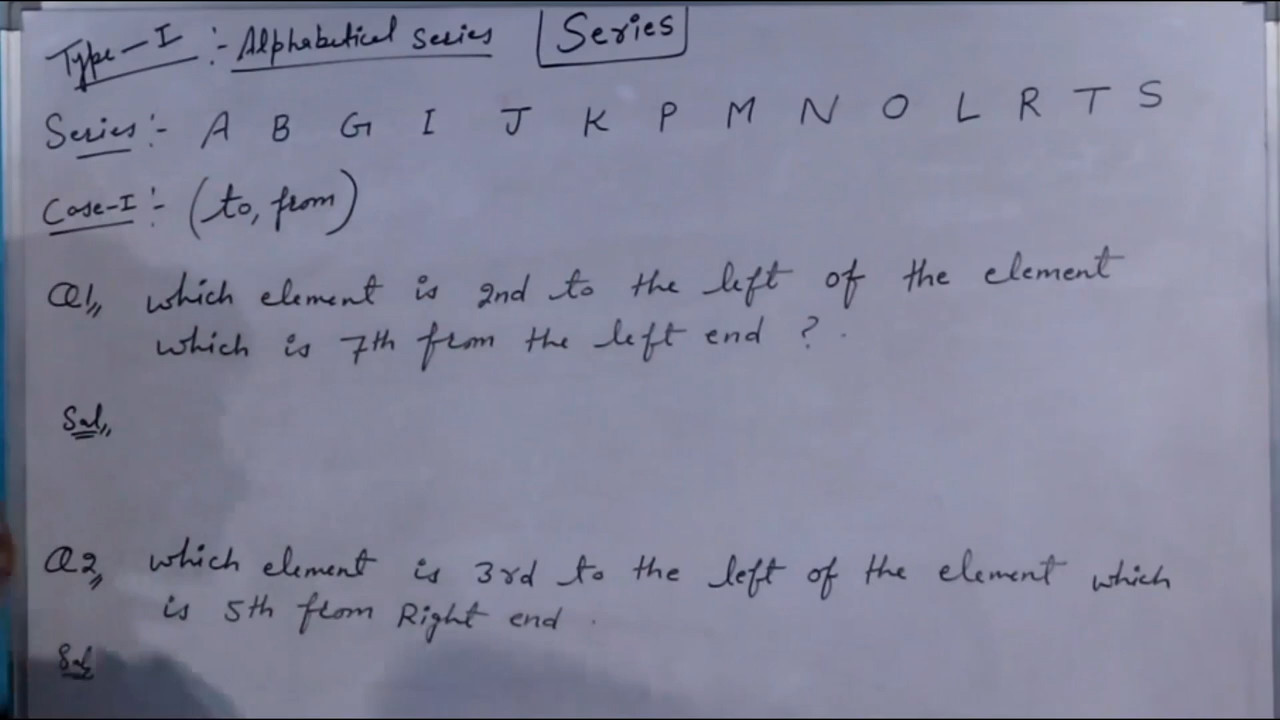 Type-I :- Alphabetical Series Series
Series :- A B G I J K P M N O L R T S
Case-I :- (to, from)
Q1,, which element is 2nd to the left of the element
which is 7th from the left end ? .
Sol,,
Q2,, which element is 3rd to the left of the element which
is 5th from Right end .
Sol